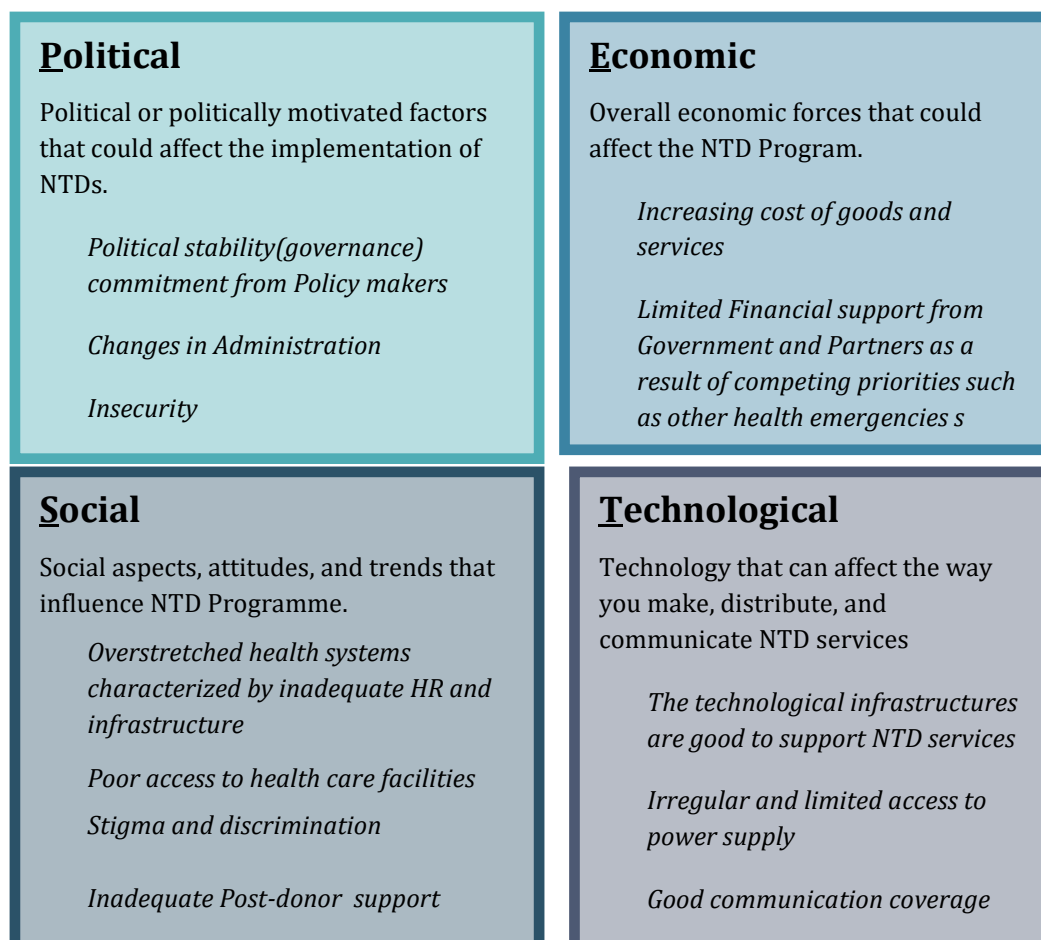 Political
Political or politically motivated factors
that could affect the implementation of
NTDs.
Political stability(governance)
commitment from Policy makers
Changes in Administration
Insecurity
Economic
Overall economic forces that could
affect the NTD Program.
Increasing cost of goods and
services
Limited Financial support from
Government and Partners as a
result of competing priorities such
as other health emergencies s
Social
Social aspects, attitudes, and trends that
influence NTD Programme.
Overstretched health systems
characterized by inadequate HR and
infrastructure
Poor access to health care facilities
Stigma and discrimination
Inadequate Post-donor support
Technological
Technology that can affect the way
you make, distribute, and
communicate NTD services
The technological infrastructures
are good to support NTD services
Irregular and limited access to
power supply
Good communication coverage